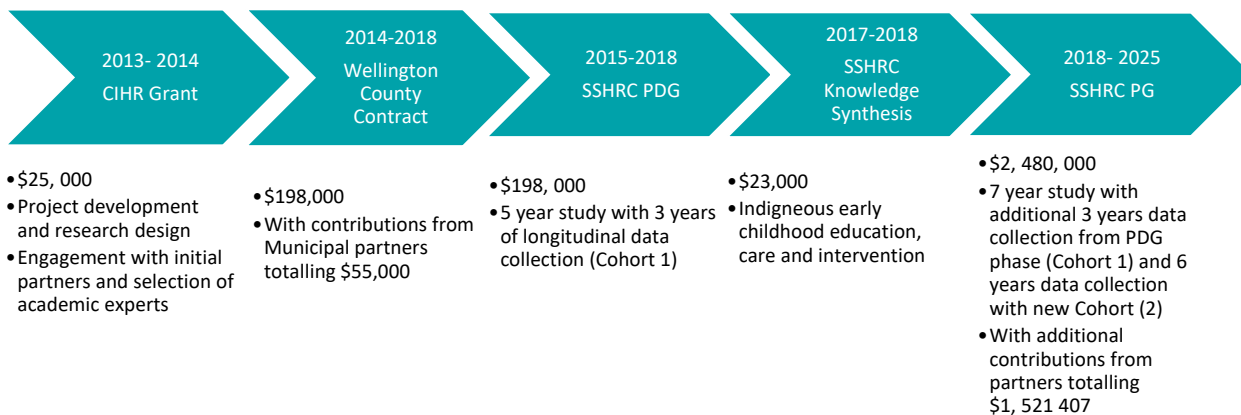 2013- 2014
CIHR Grant
2014-2018
Wellington
County
Contract
2015-2018
SSHRC PDG
2017-2018
SSHRC
Knowledge
Synthesis
2018- 2025
SSHRC PG
•$25, 000
•Project development
and research design
•Engagement with initial
partners and selection of
academic experts
•$198,000
•With contributions from
Municipal partners
totalling $55,000
•$198, 000
•5 year study with 3 years
of longitudinal data
collection (Cohort 1)
•$23,000
•Indigneous early
childhood education,
care and intervention
•$2, 480, 000
•7 year study with
additional 3 years data
collection from PDG
phase (Cohort 1) and 6
years data collection
with new Cohort (2)
•With additional
contributions from
partners totalling
$1, 521 407